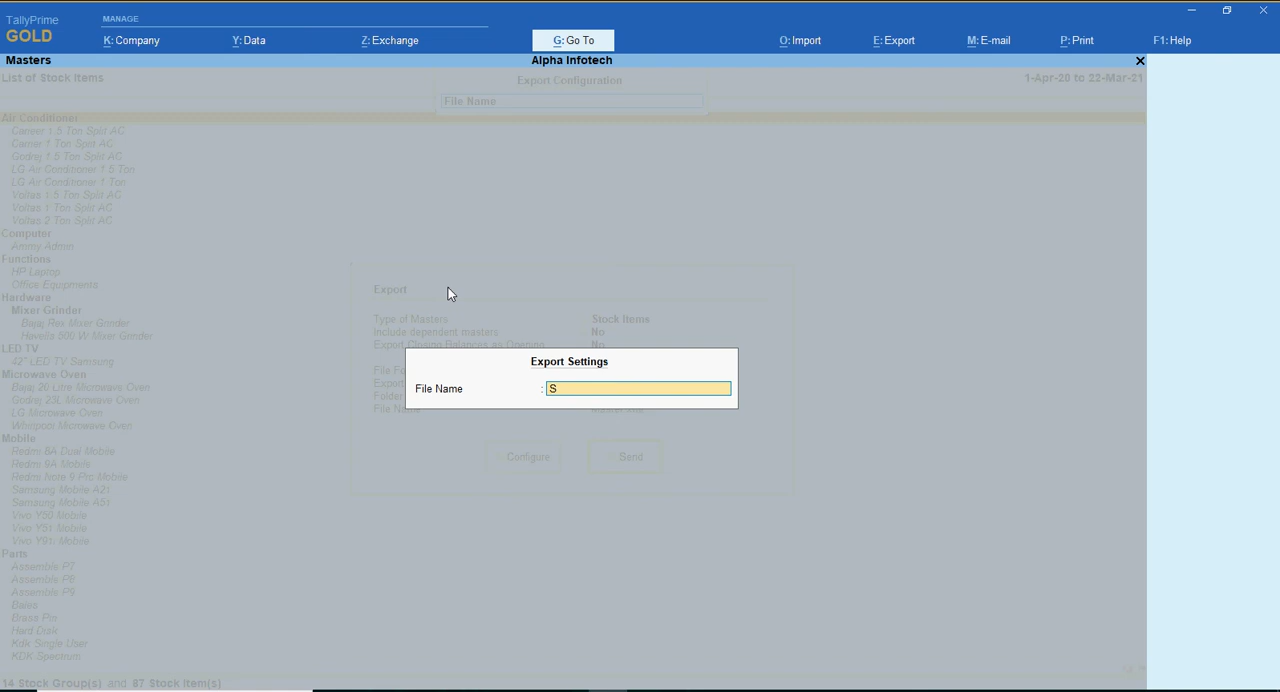 TallyPrime
GOLD
MANAGE
K: Company
Y: Data
Z: Exchange
G: Go To
O: Import
E: Export
M: E-mail
P: Print
F1: Help
Masters
Alpha Infotech
List of Stock Items
Export Configuration
1-Apr-20 to 22-Mar-21
File Name
Air Conditioner
Carrier 1.5 Ton Split AC
Carrier 1 Ton Split AC
Godrej 1.5 Ton Split AC
LG Air Conditioner 1.5 Ton
LG Air Conditioner 1 Ton
Voltas 1.5 Ton Split AC
Voltas 1 Ton Split AC
Voltas 2 Ton Split AC
Computer
Ammy Admin
Functions
HP Laptop
Office Equipments
Hardware
Mixer Grinder
Bajaj Rex Mixer Grinder
Havells 500 W Mixer Grinder
LED TV
42" LED TV Samsung
Microwave Oven
Bajaj 20 Litre Microwave Oven
Godrej 23L Microwave Oven
LG Microwave Oven
Whirlpool Microwave Oven
Mobile
Redmi 8A Dual Mobile
Redmi 9A Mobile
Redmi Note 9 Pro Mobile
Samsung Mobile A21
Samsung Mobile A51
Vivo Y50 Mobile
Vivo Y51 Mobile
Vivo Y91i Mobile
Parts
Assemble P7
Assemble P8
Assemble P9
Bales
Brass Pin
Hard Disk
Kdk Single User
KDK Spectrum
14 Stock Group(s) and 87 Stock Item(s)
Export
Type of Masters Stock Items
Include dependent masters No
Export Closing Balances as Opening No
File Fo
Export
Folder
File Name Master.xml
Export Settings
File Name : S
Configure
Send